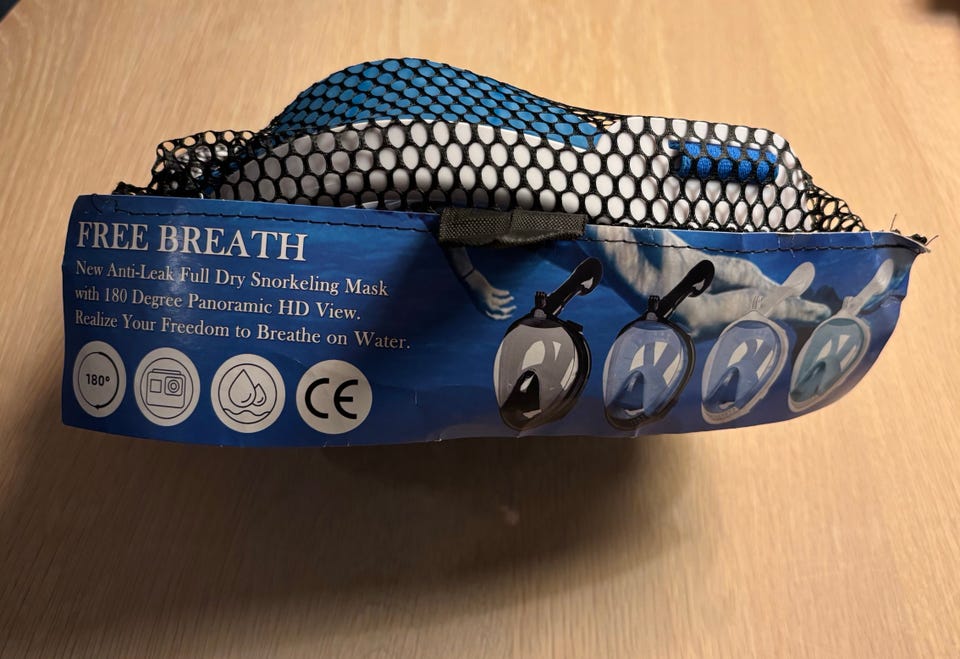 FREE BREATH
New Anti-Leak Full Dry Snorkeling Mask
with 180 Degree Panoramic HD View.
Realize Your Freedom to Breathe on Water.
180°
CE